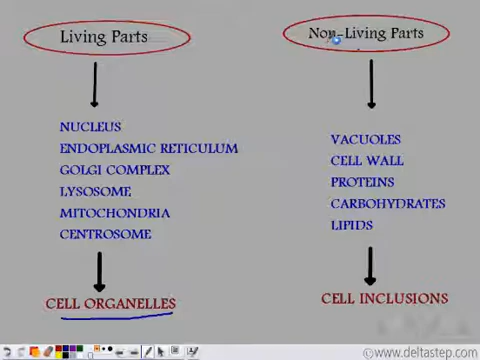 Living Parts
NUCLEUS
ENDOPLASMIC RETICULUM
GOLGI COMPLEX
LYSOSOME
MITOCHONDRIA
CENTROSOME
CELL ORGANELLES
Non-Living Parts
VACUOLES
CELL WALL
PROTEINS
CARBOHYDRATES
LIPIDS
CELL INCLUSIONS
©www.deltastep.com